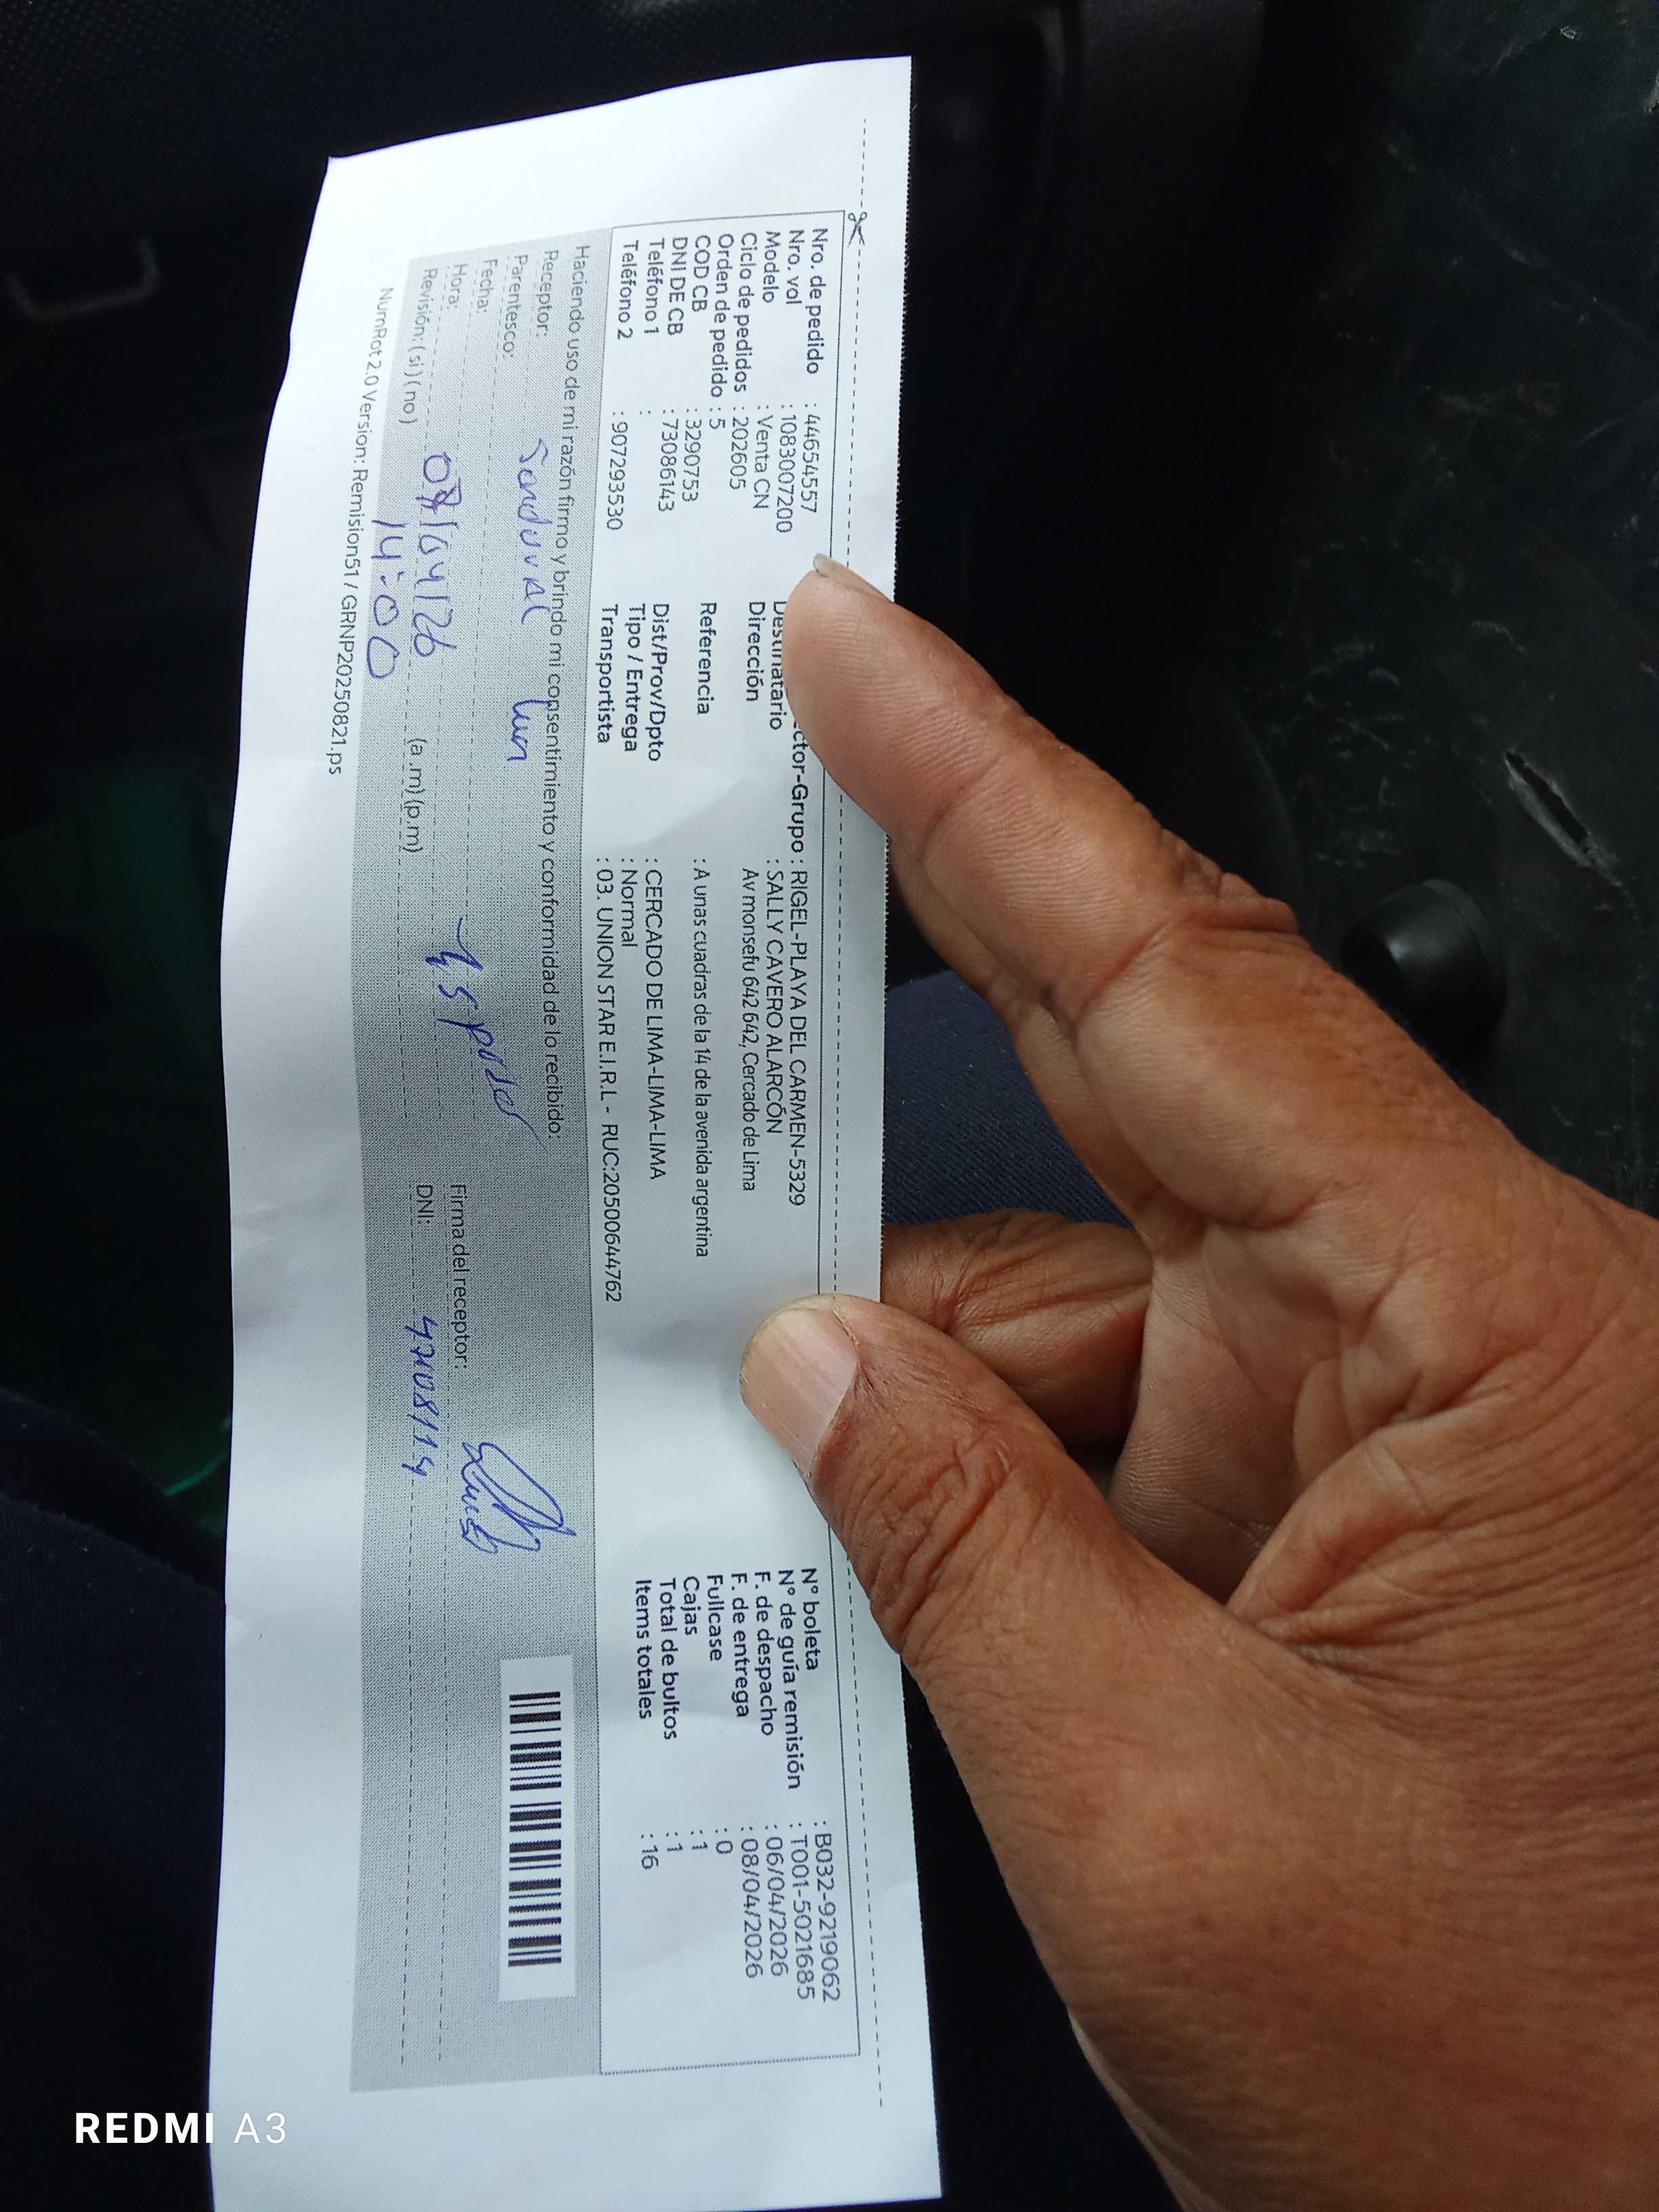 Nro. de pedido : 44654557
Nro. vol : 1083007200
Modelo : Venta CN
Ciclo de pedidos : 202605
Orden de pedido : 5
COD CB : 3290753
DNI DE CB : 73086143
Teléfono 1 :
Teléfono 2 : 907293530
ctor-Grupo : RIGEL-PLAYA DEL CARMEN-5329
Destinatario : SALLY CAVERO ALARCÓN
Dirección Av monsefu 642 642, Cercado de Lima
Referencia : A unas cuadras de la 14 de la avenida argentina
Dist/Prov/Dpto : CERCADO DE LIMA-LIMA-LIMA
Tipo / Entrega : Normal
Transportista : 03. UNION STAR E.I.R.L - RUC:20500644762
N° boleta : B032-9219062
N° de guía remisión : T001-5021685
F. de despacho : 06/04/2026
F. de entrega : 08/04/2026
Fullcase : 0
Cajas : 1
Total de bultos : 1
Items totales : 16
Haciendo uso de mi razón firmo y brindo mi consentimiento y conformidad de lo recibido:
Receptor: Sandoval
Parentesco: Esposo
Fecha: /04/26
Hora: 14:00 (a.m)(p.m)
Revisión: (si) (no)
Firma del receptor:
DNI:
NumRot 2.0 Version: Remision51 / GRNP20250821.ps
REDMI A3